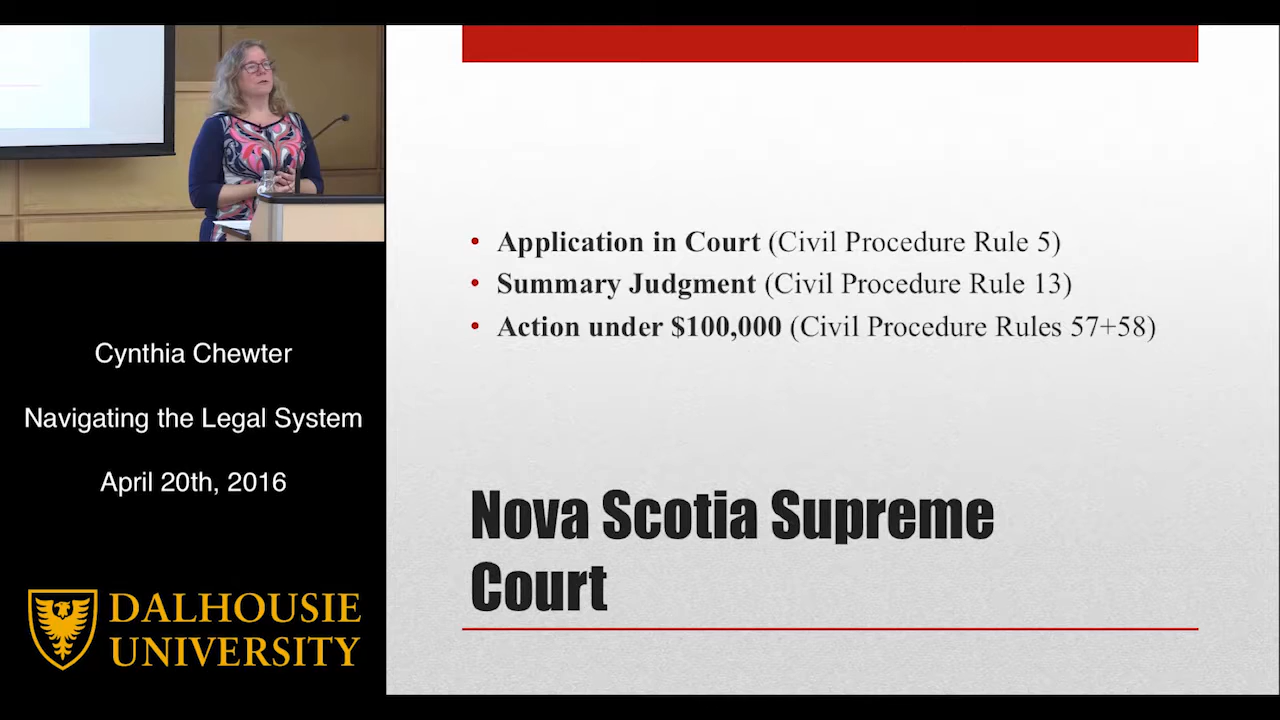 Cynthia Chewter
Navigating the Legal System
April 20th, 2016
DALHOUSIE
UNIVERSITY
• Application in Court (Civil Procedure Rule 5)
• Summary Judgment (Civil Procedure Rule 13)
• Action under $100,000 (Civil Procedure Rules 57+58)
Nova Scotia Supreme
Court